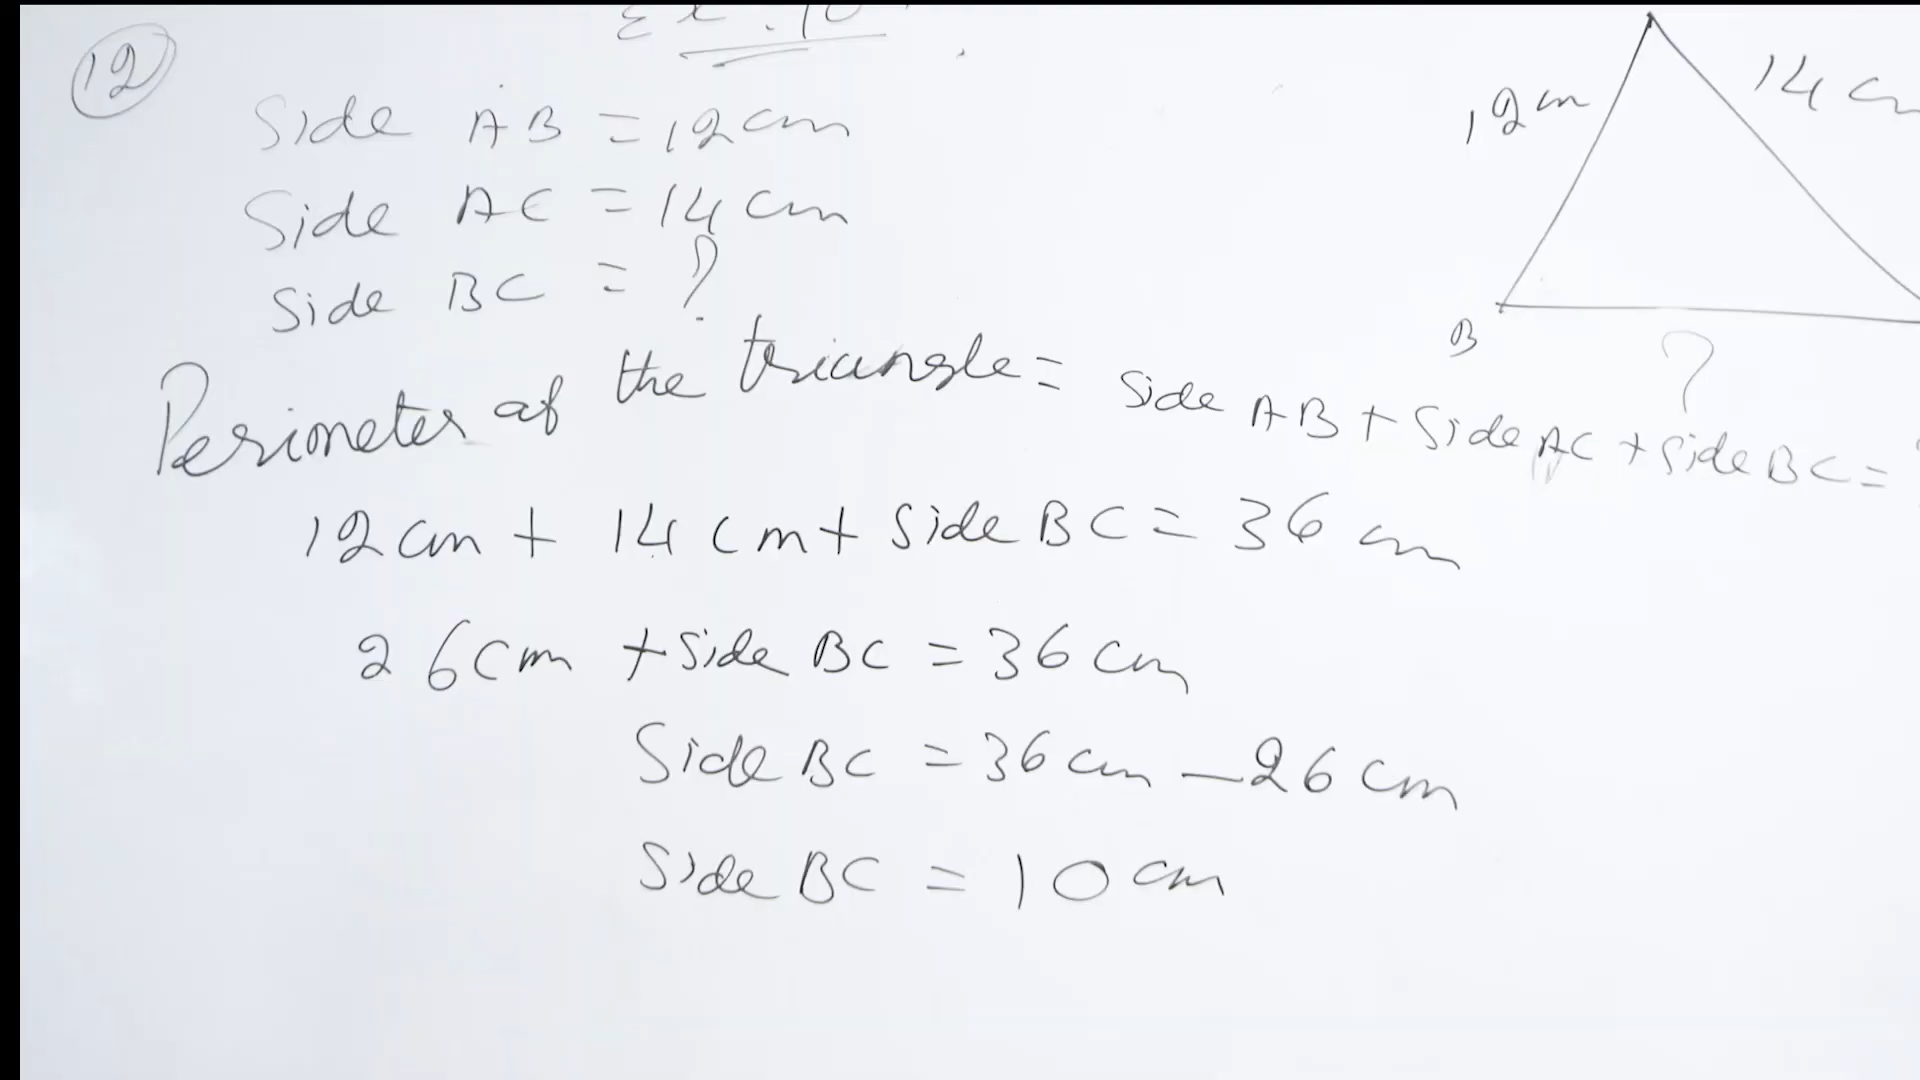 12
Side AB = 12 cm
Side AC = 14 cm
Side BC = ?
Perimeter of the triangle = Side AB + Side AC + Side BC =
12 cm + 14 cm + Side BC = 36 cm
26 cm + Side BC = 36 cm
Side BC = 36 cm - 26 cm
Side BC = 10 cm
12 cm
14 c
B
?